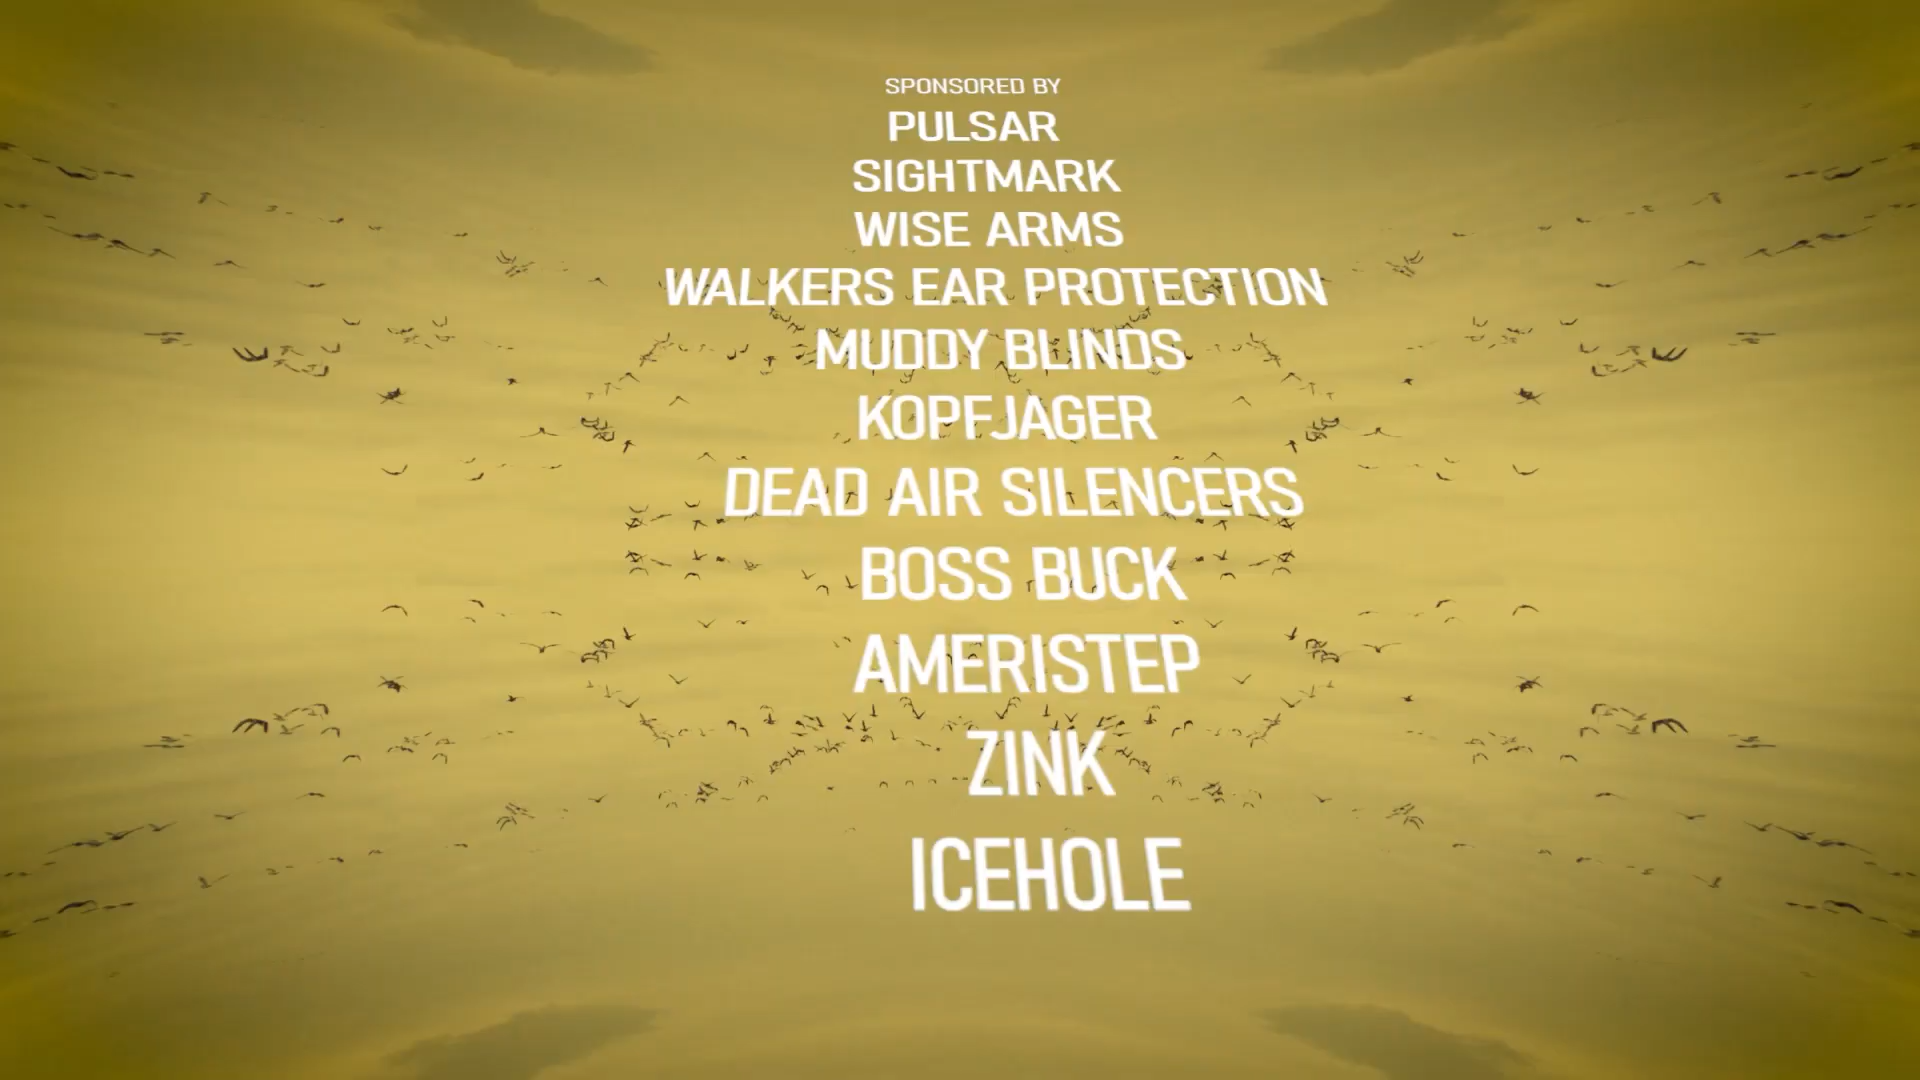 SPONSORED BY
PULSAR
SIGHTMARK
WISE ARMS
WALKERS EAR PROTECTION
MUDDY BLINDS
KOPFJAGER
DEAD AIR SILENCERS
BOSS BUCK
AMERISTEP
ZINK
ICEHOLE